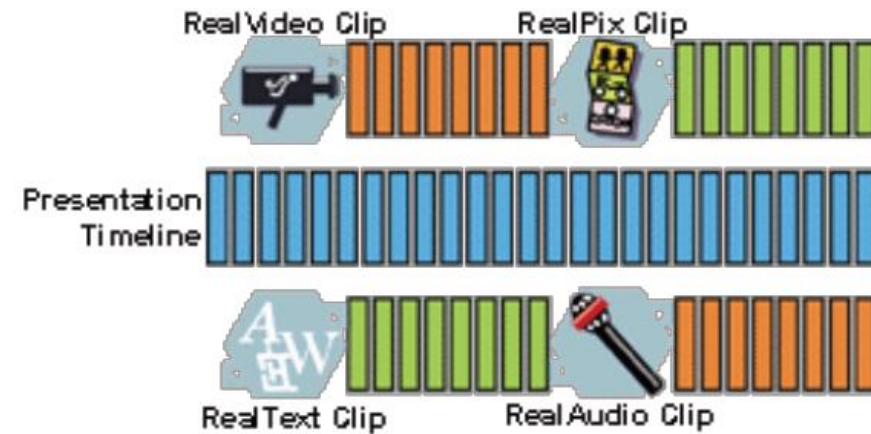 RealVideo Clip
RealPix Clip
Presentation
Timeline
A
W
E
RealText Clip
RealAudio Clip